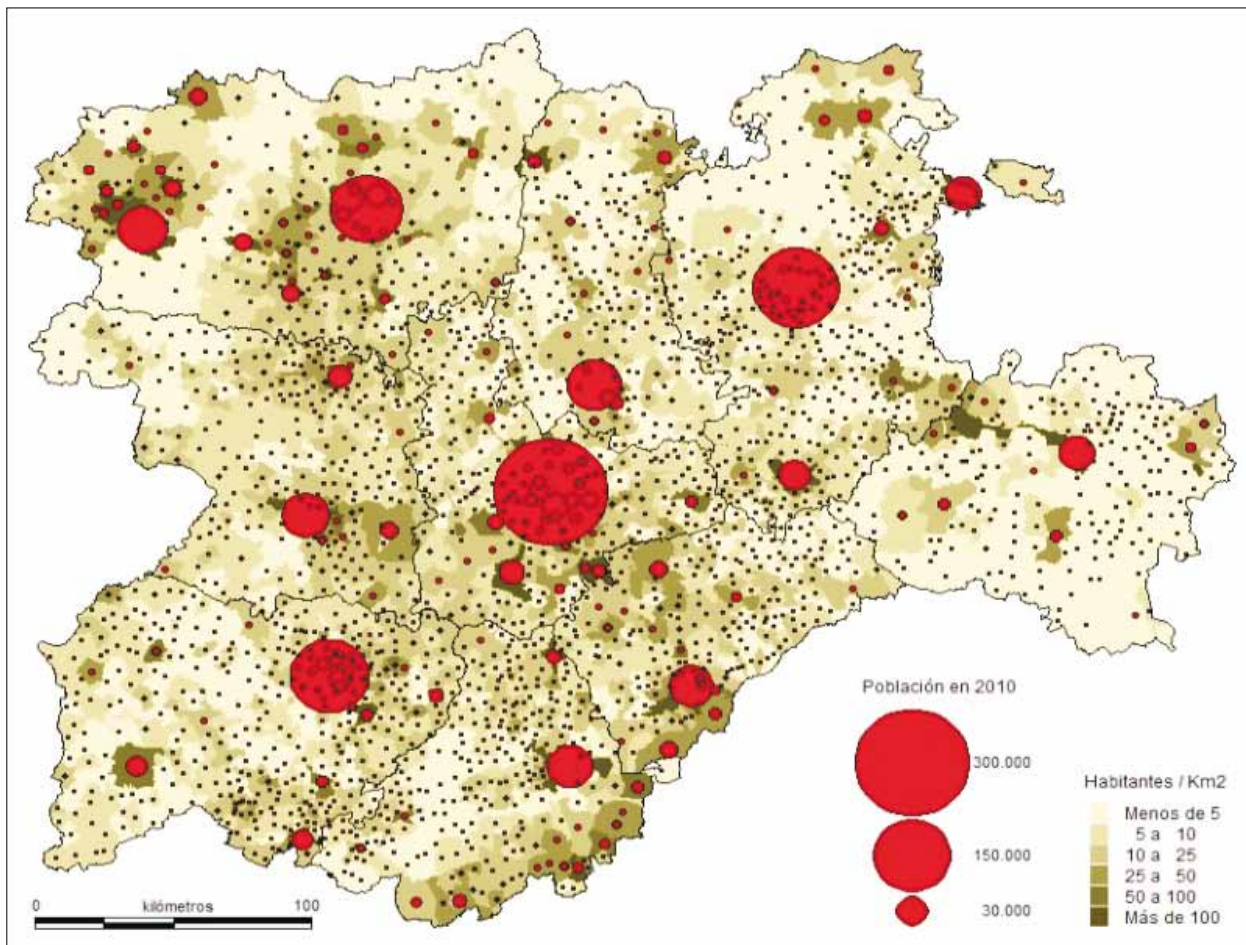 Población en 2010
300.000
150.000
30.000
Habitantes / Km2
Menos de 5
5 a 10
10 a 25
25 a 50
50 a 100
Más de 100
0 kilómetros 100